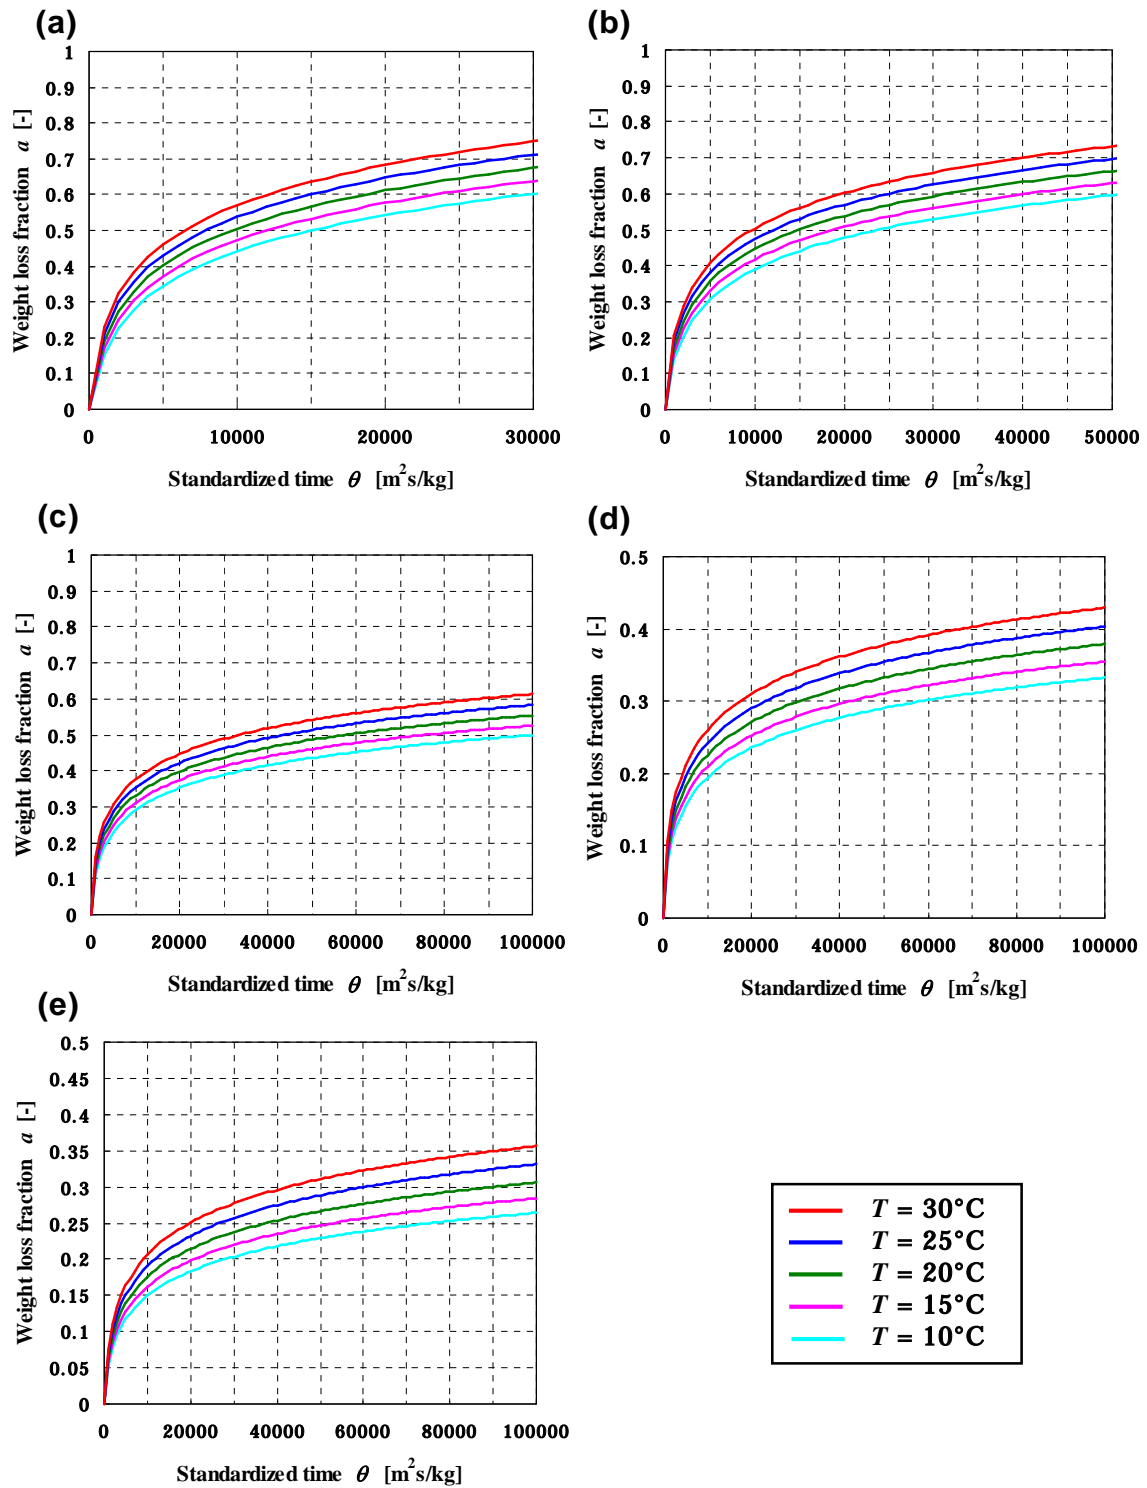 (a)
1
0.9
0.8
0.7
0.6
0.5
0.4
0.3
0.2
0.1
0
Weight loss fraction a [-]
0 10000 20000 30000
Standardized time θ [m²s/kg]
(b)
1
0.9
0.8
0.7
0.6
0.5
0.4
0.3
0.2
0.1
0
Weight loss fraction a [-]
0 10000 20000 30000 40000 50000
Standardized time θ [m²s/kg]
(c)
1
0.9
0.8
0.7
0.6
0.5
0.4
0.3
0.2
0.1
0
Weight loss fraction a [-]
0 20000 40000 60000 80000 100000
Standardized time θ [m²s/kg]
(d)
0.5
0.4
0.3
0.2
0.1
0
Weight loss fraction a [-]
0 20000 40000 60000 80000 100000
Standardized time θ [m²s/kg]
(e)
0.5
0.45
0.4
0.35
0.3
0.25
0.2
0.15
0.1
0.05
0
Weight loss fraction a [-]
0 20000 40000 60000 80000 100000
Standardized time θ [m²s/kg]
T = 30°C
T = 25°C
T = 20°C
T = 15°C
T = 10°C